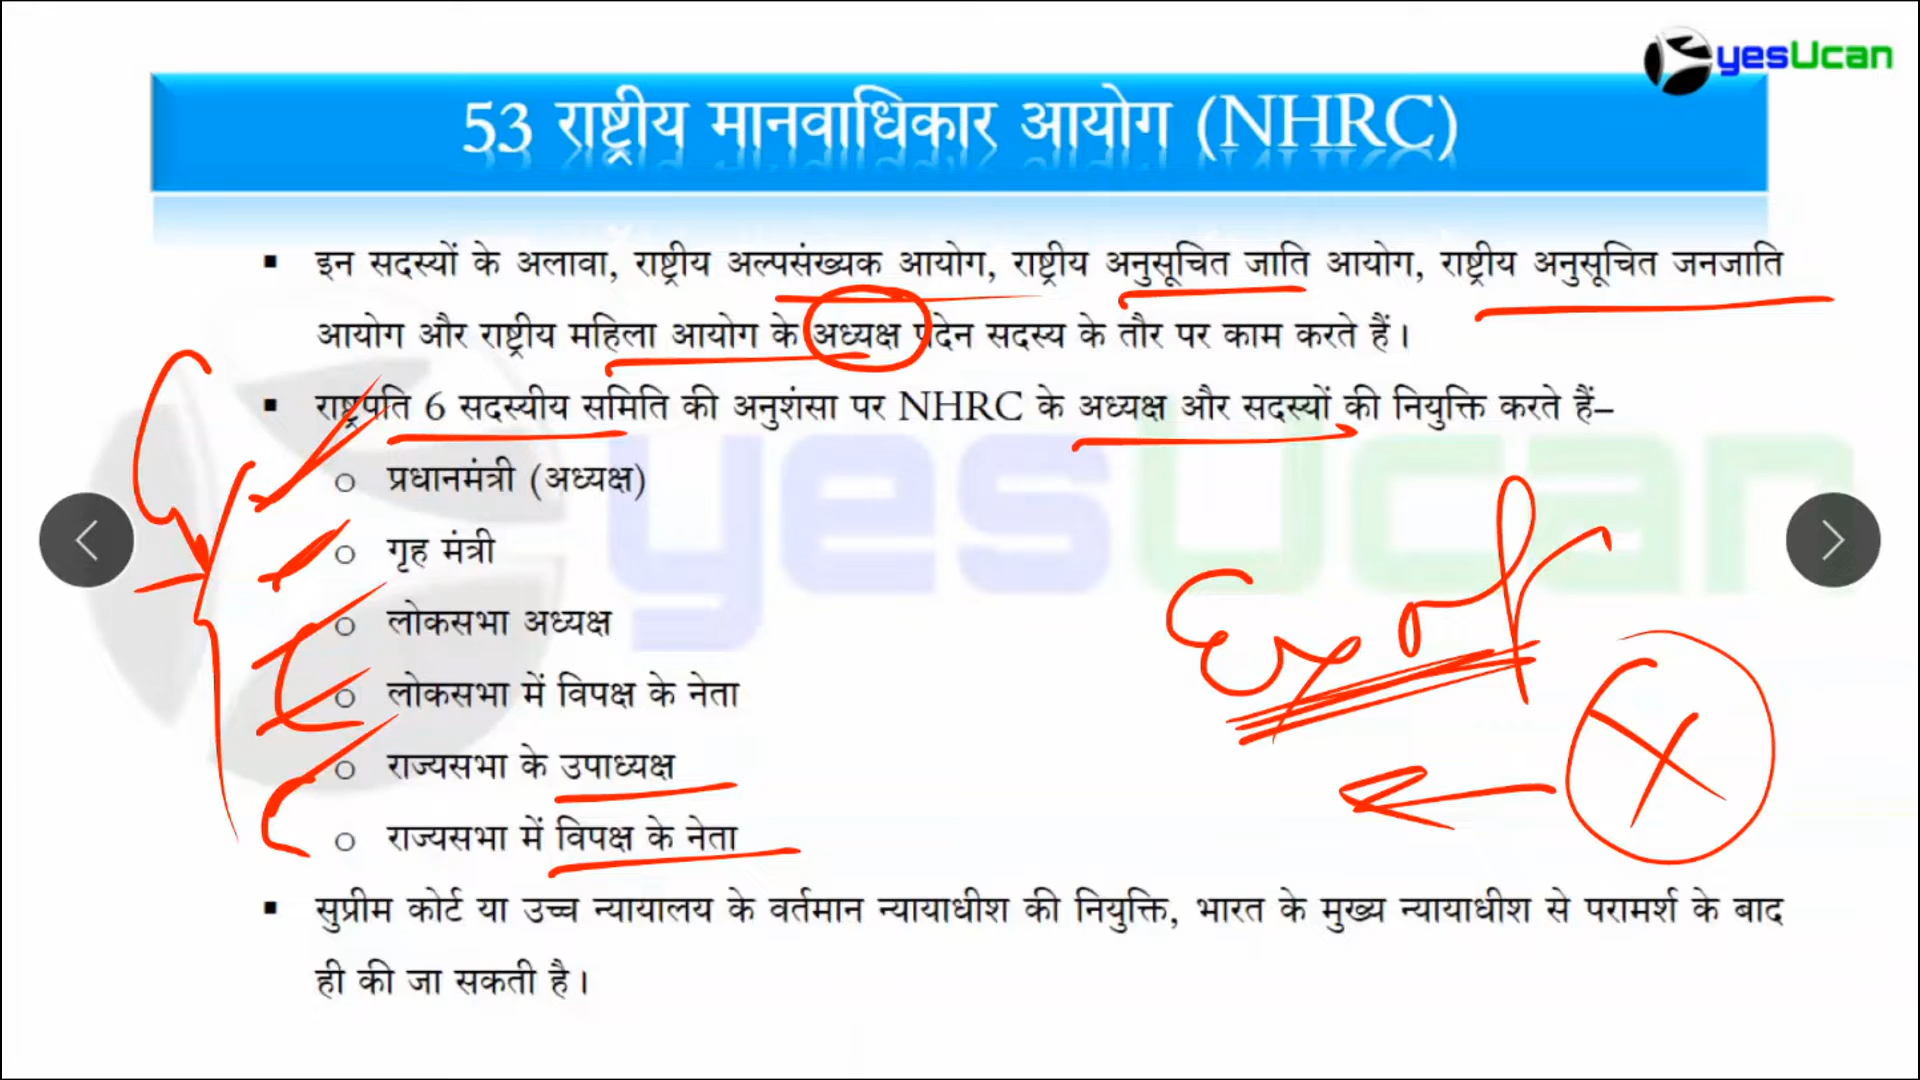 yesUcan
53 राष्ट्रीय मानवाधिकार आयोग (NHRC)
▪ इन सदस्यों के अलावा, राष्ट्रीय अल्पसंख्यक आयोग, राष्ट्रीय अनुसूचित जाति आयोग, राष्ट्रीय अनुसूचित जनजाति
आयोग और राष्ट्रीय महिला आयोग के अध्यक्ष पदेन सदस्य के तौर पर काम करते हैं।
▪ राष्ट्रपति 6 सदस्यीय समिति की अनुशंसा पर NHRC के अध्यक्ष और सदस्यों की नियुक्ति करते हैं–
o प्रधानमंत्री (अध्यक्ष)
o गृह मंत्री
o लोकसभा अध्यक्ष
o लोकसभा में विपक्ष के नेता
o राज्यसभा के उपाध्यक्ष
o राज्यसभा में विपक्ष के नेता
▪ सुप्रीम कोर्ट या उच्च न्यायालय के वर्तमान न्यायाधीश की नियुक्ति, भारत के मुख्य न्यायाधीश से परामर्श के बाद
ही की जा सकती है।
yesUcan